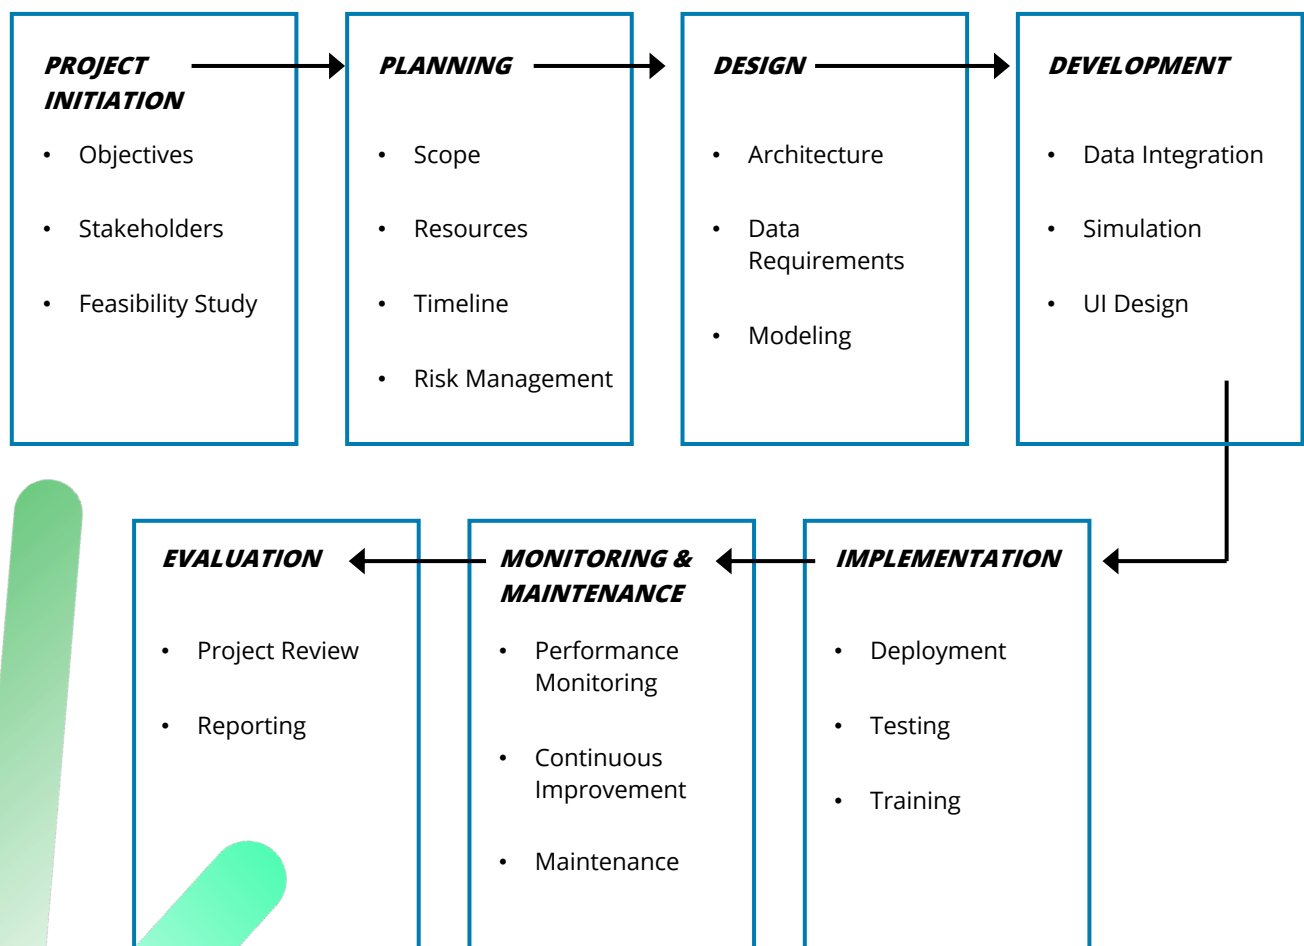 PROJECT
INITIATION
• Objectives
• Stakeholders
• Feasibility Study
PLANNING
• Scope
• Resources
• Timeline
• Risk Management
DESIGN
• Architecture
• Data
Requirements
• Modeling
DEVELOPMENT
• Data Integration
• Simulation
• UI Design
IMPLEMENTATION
• Deployment
• Testing
• Training
MONITORING &
MAINTENANCE
• Performance
Monitoring
• Continuous
Improvement
• Maintenance
EVALUATION
• Project Review
• Reporting